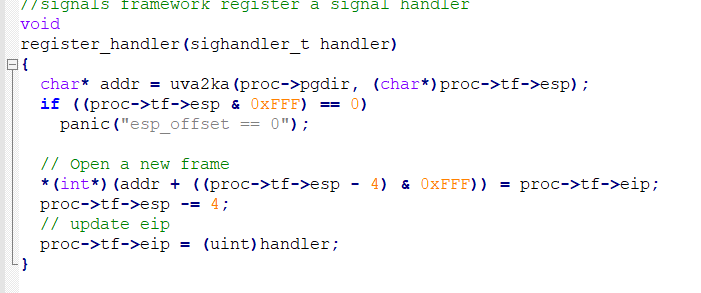 //signals framework register a signal handler
void
register_handler(sighandler_t handler)
{
  char* addr = uva2ka(proc->pgdir, (char*)proc->tf->esp);
  if ((proc->tf->esp & 0xFFF) == 0)
    panic("esp_offset == 0");

  // Open a new frame
  *(int*)(addr + ((proc->tf->esp - 4) & 0xFFF)) = proc->tf->eip;
  proc->tf->esp -= 4;
  // update eip
  proc->tf->eip = (uint)handler;
}